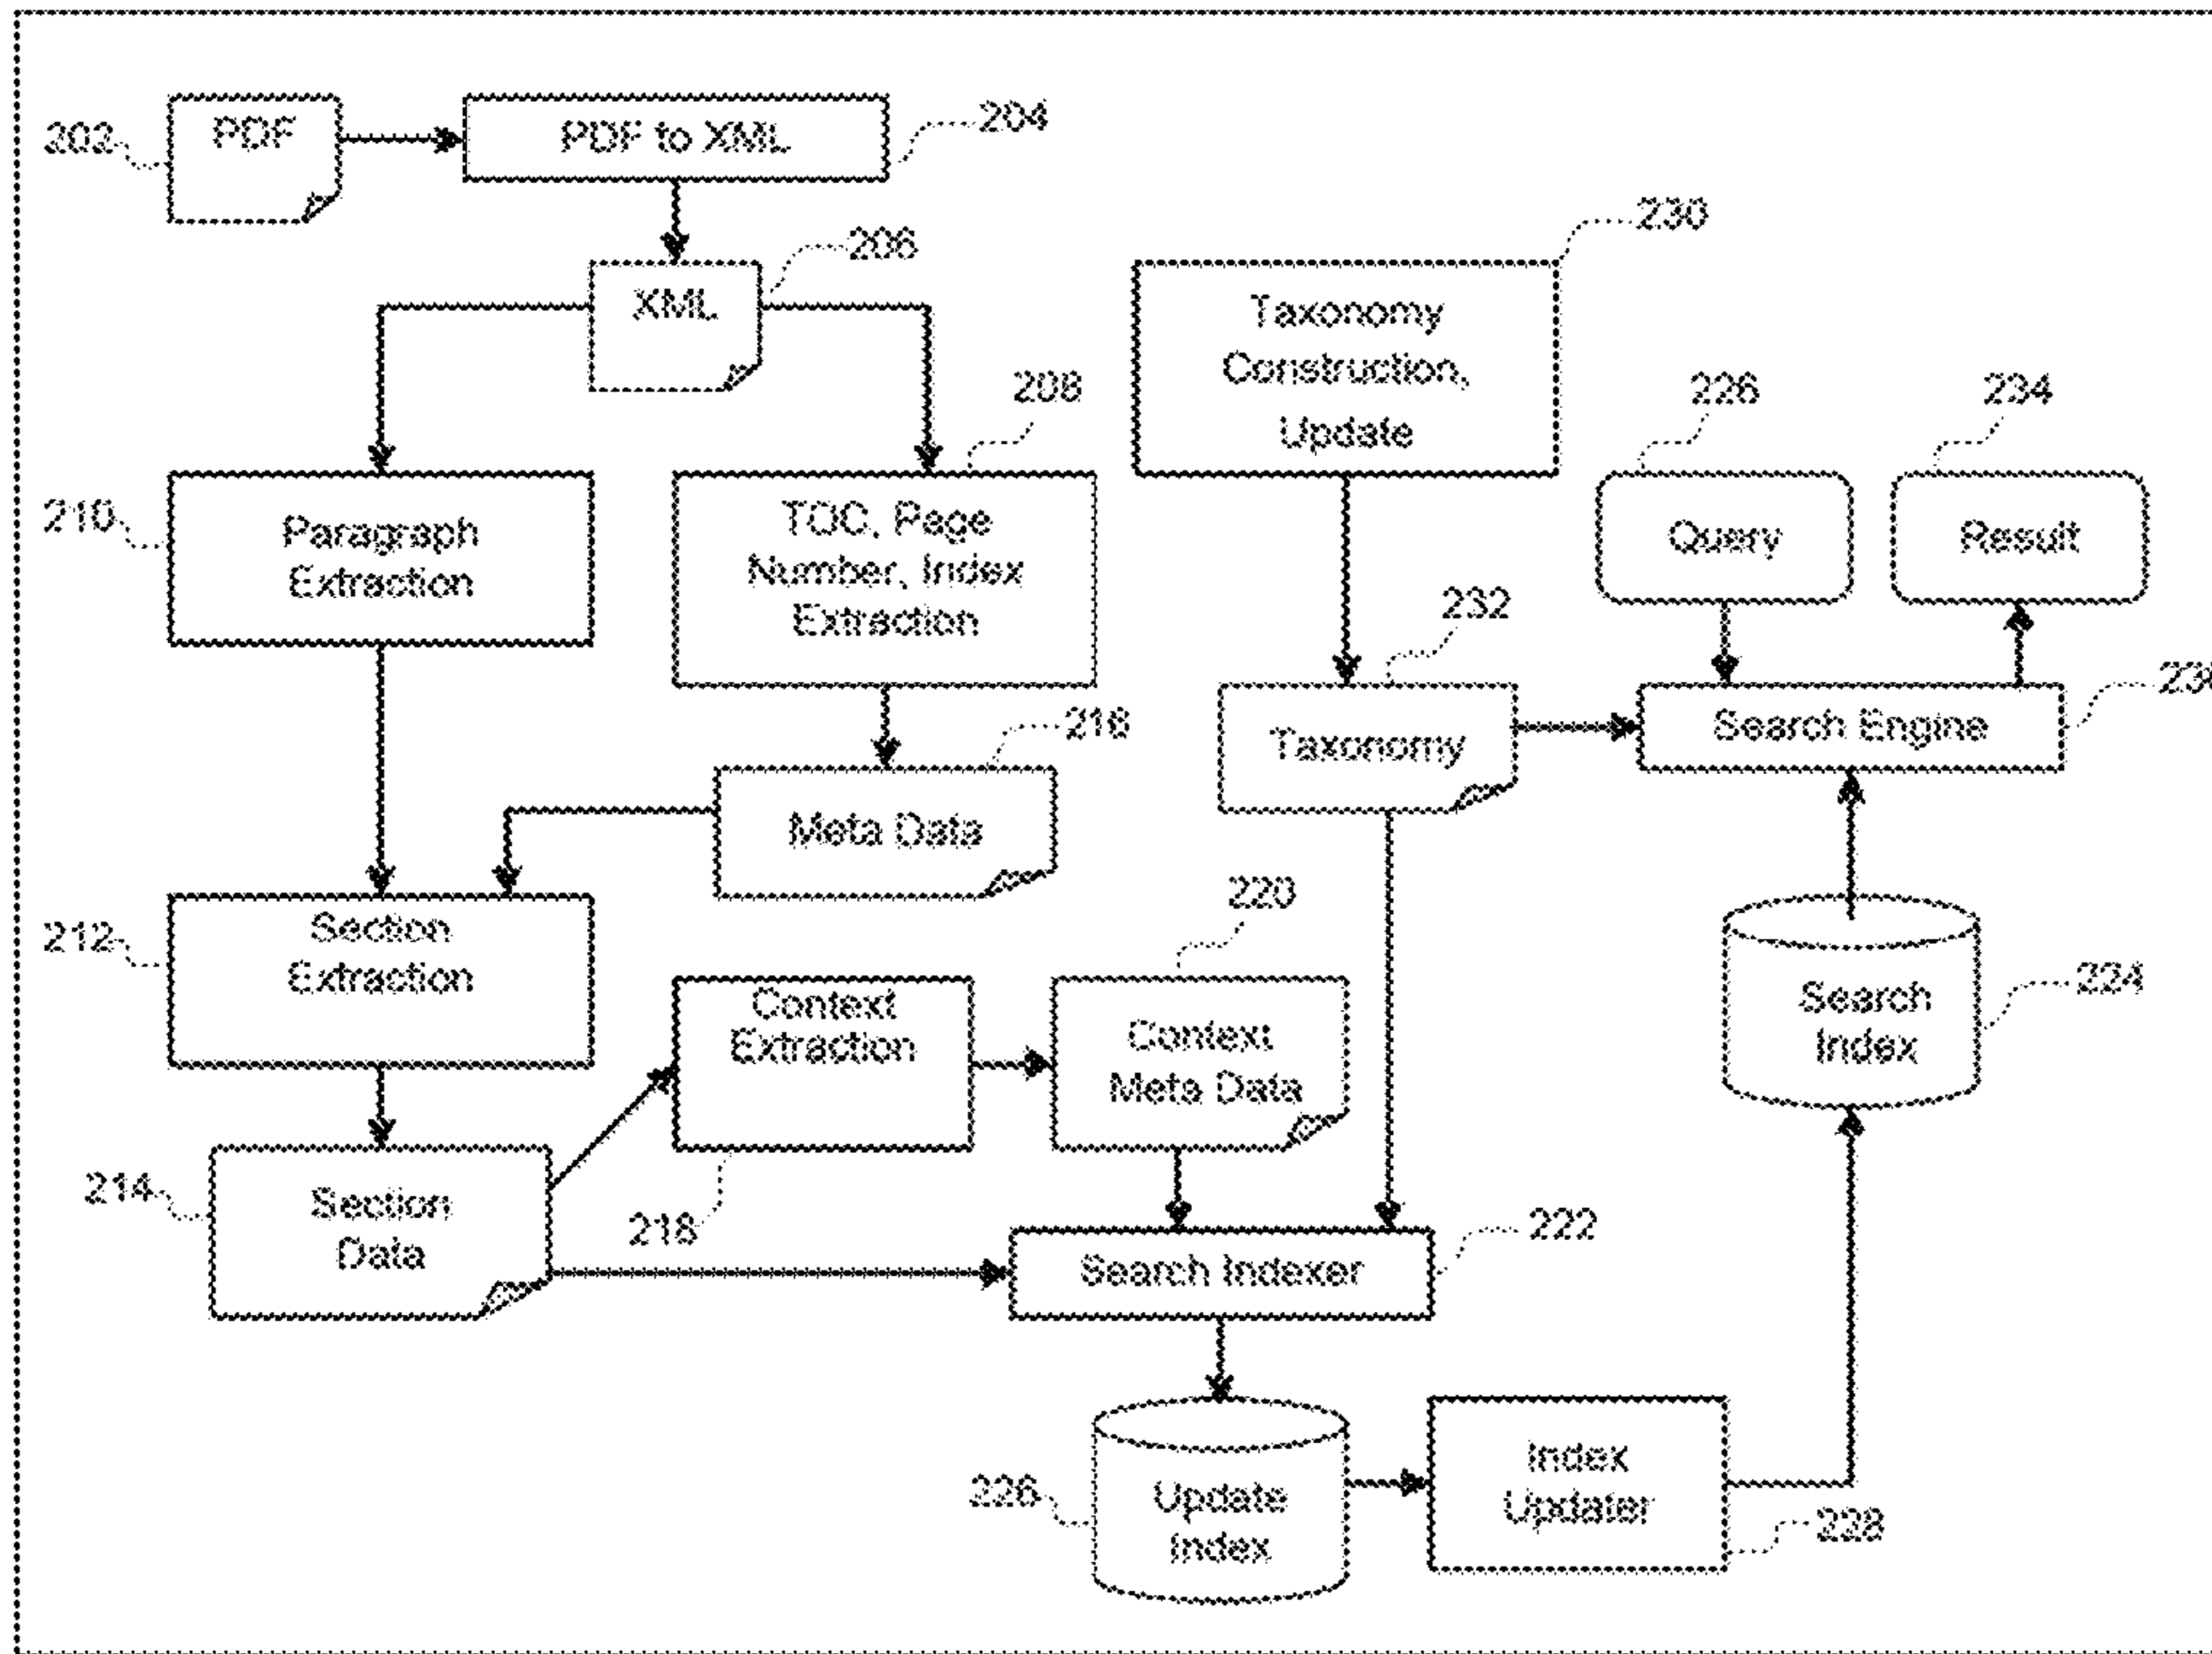 202
PDF
PDF to XML
204
XML
206
230
Taxonomy
Construction,
Update
208
226
234
210
Paragraph
Extraction
TOC, Page
Number, Index
Extraction
Query
Result
232
216
Taxonomy
Search Engine
Meta Data
220
212
Section
Extraction
Context
Extraction
Context
Meta Data
Search
Index
224
214
Section
Data
218
Search Indexer
222
226
Update
Index
Index
Updater
228